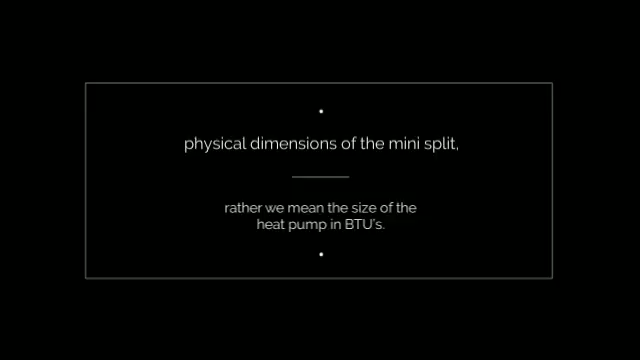 physical dimensions of the mini split,
rather we mean the size of the
heat pump in BTU's.